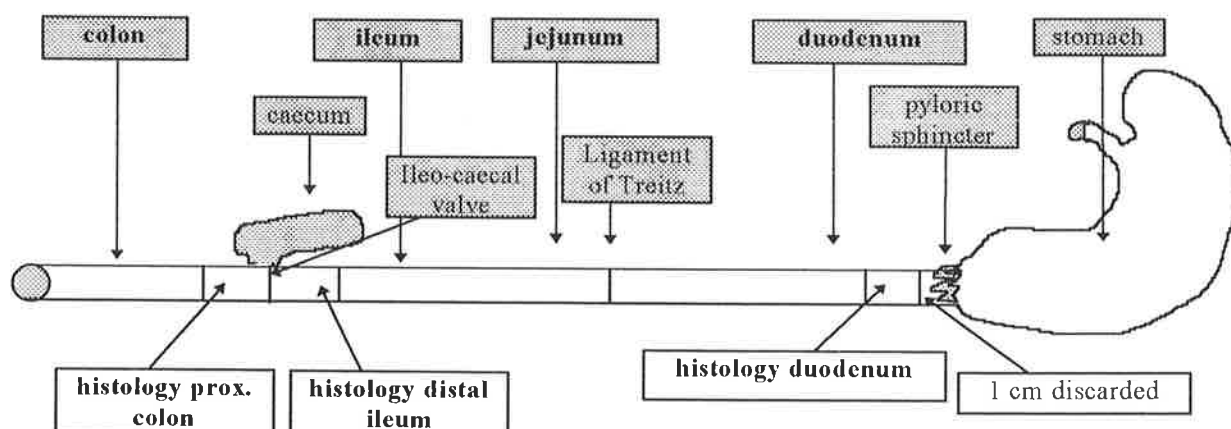 colon
ileum
jejunum
duodenum
stomach
caecum
pyloric
sphincter
Ileo-caecal
valve
Ligament
of Treitz
histology prox.
colon
histology distal
ileum
histology duodenum
1 cm discarded